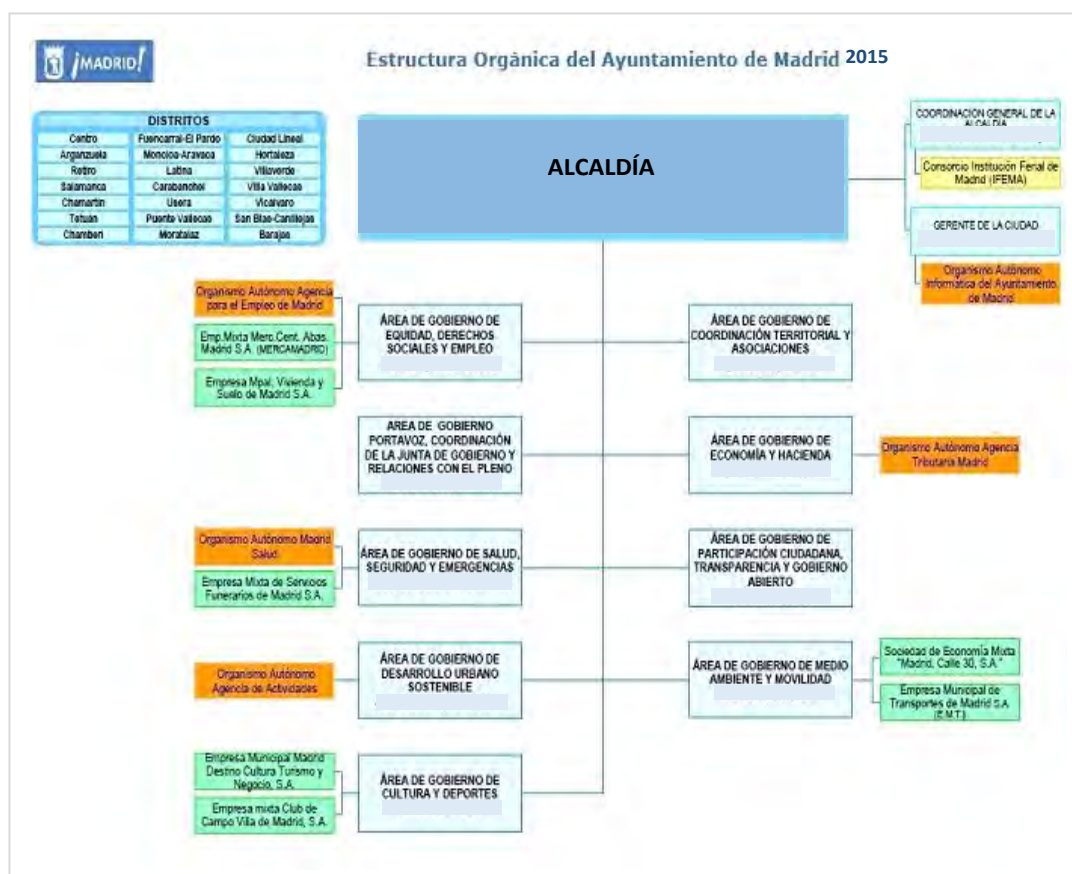 ¡MADRID!
Estructura Orgánica del Ayuntamiento de Madrid 2015
DISTRITOS
Centro Fuencarral-El Pardo Ciudad Lineal
Arganzuela Moncloa-Aravaca Hortaleza
Retiro Latina Villaverde
Salamanca Carabanchel Villa Vallecas
Chamartín Usera Vicálvaro
Tetuán Puente Vallecas San Blas-Canillejas
Chamberí Moratalaz Barajas
ALCALDÍA
COORDINACIÓN GENERAL DE LA
ALCALDÍA
Consorcio Institución Ferial de
Madrid (IFEMA)
GERENTE DE LA CIUDAD
Organismo Autónomo
Informática del Ayuntamiento
de Madrid
Organismo Autónomo Agencia
para el Empleo de Madrid
Emp.Mixta Merc.Cent. Abas.
Madrid S.A. (MERCAMADRID)
Empresa Mpal. Vivienda y
Suelo de Madrid S.A.
ÁREA DE GOBIERNO DE
EQUIDAD, DERECHOS
SOCIALES Y EMPLEO
ÁREA DE GOBIERNO DE
COORDINACIÓN TERRITORIAL Y
ASOCIACIONES
AREA DE GOBIERNO
PORTAVOZ, COORDINACIÓN
DE LA JUNTA DE GOBIERNO Y
RELACIONES CON EL PLENO
ÁREA DE GOBIERNO DE
ECONOMÍA Y HACIENDA
Organismo Autónomo Agencia
Tributaria Madrid
Organismo Autónomo Madrid
Salud
Empresa Mixta de Servicios
Funerarios de Madrid S.A.
ÁREA DE GOBIERNO DE SALUD,
SEGURIDAD Y EMERGENCIAS
ÁREA DE GOBIERNO DE
PARTICIPACIÓN CIUDADANA,
TRANSPARENCIA Y GOBIERNO
ABIERTO
Organismo Autónomo
Agencia de Actividades
ÁREA DE GOBIERNO DE
DESARROLLO URBANO
SOSTENIBLE
ÁREA DE GOBIERNO DE MEDIO
AMBIENTE Y MOVILIDAD
Sociedad de Economía Mixta
"Madrid, Calle 30, S.A."
Empresa Municipal de
Transportes de Madrid S.A
(E.M.T.)
Empresa Municipal Madrid
Destino Cultura Turismo y
Negocio, S.A.
Empresa mixta Club de
Campo Villa de Madrid, S.A.
ÁREA DE GOBIERNO DE
CULTURA Y DEPORTES